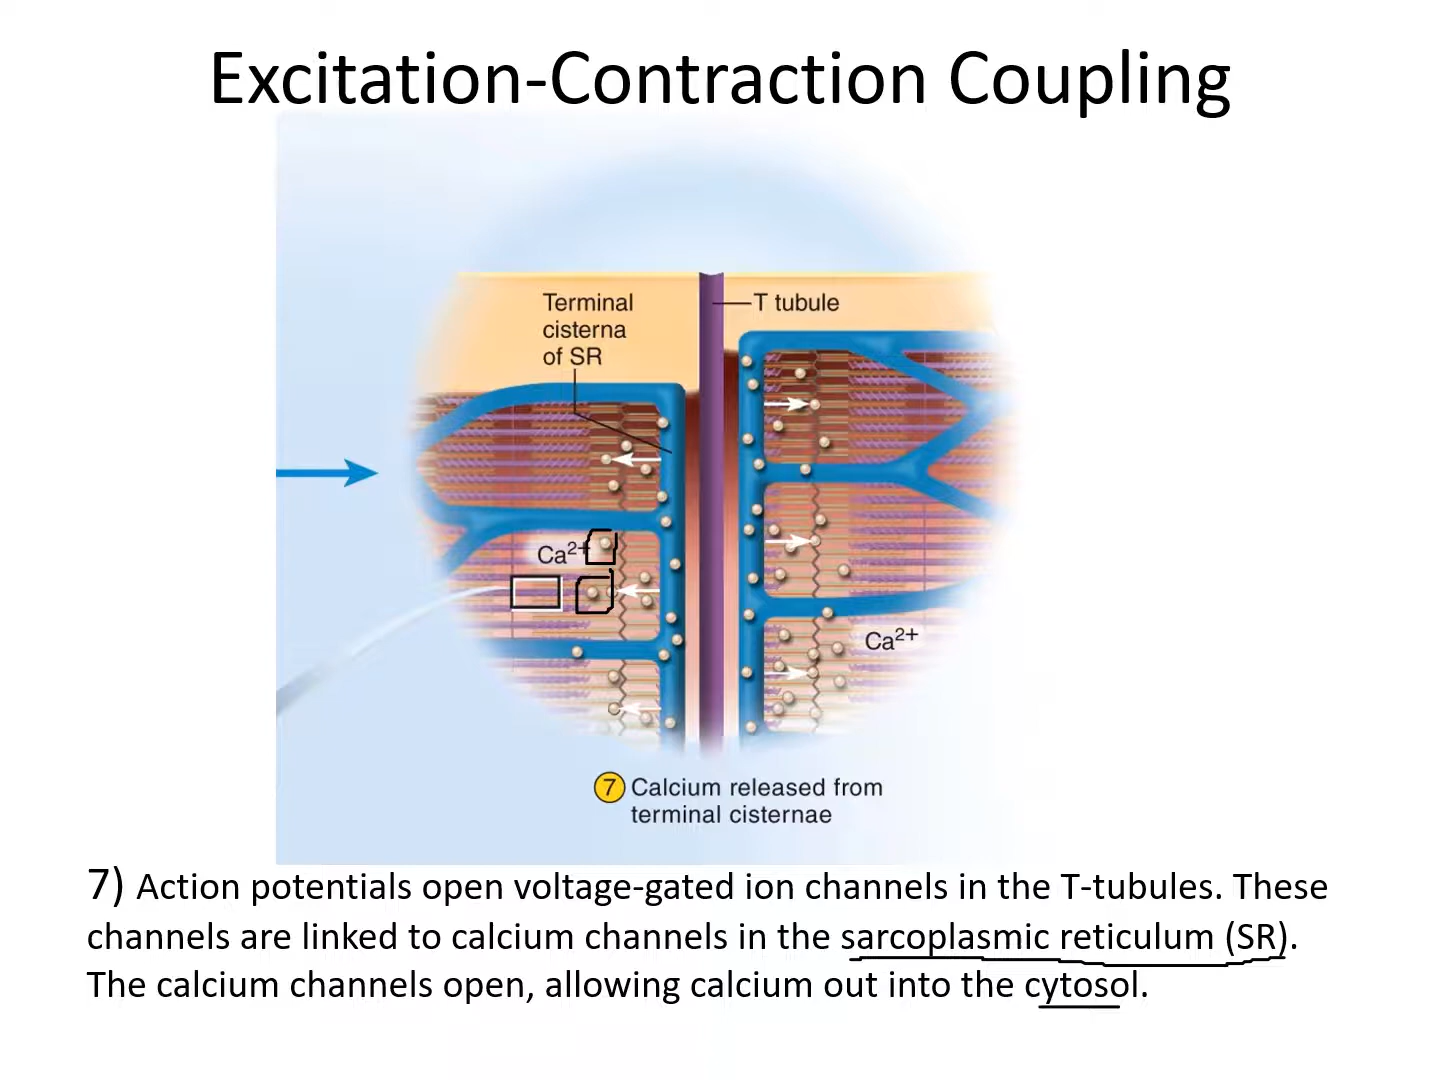 Excitation-Contraction Coupling
Terminal
cisterna
of SR
T tubule
Ca2+
Ca2+
7 Calcium released from
terminal cisternae
7) Action potentials open voltage-gated ion channels in the T-tubules. These
channels are linked to calcium channels in the sarcoplasmic reticulum (SR).
The calcium channels open, allowing calcium out into the cytosol.